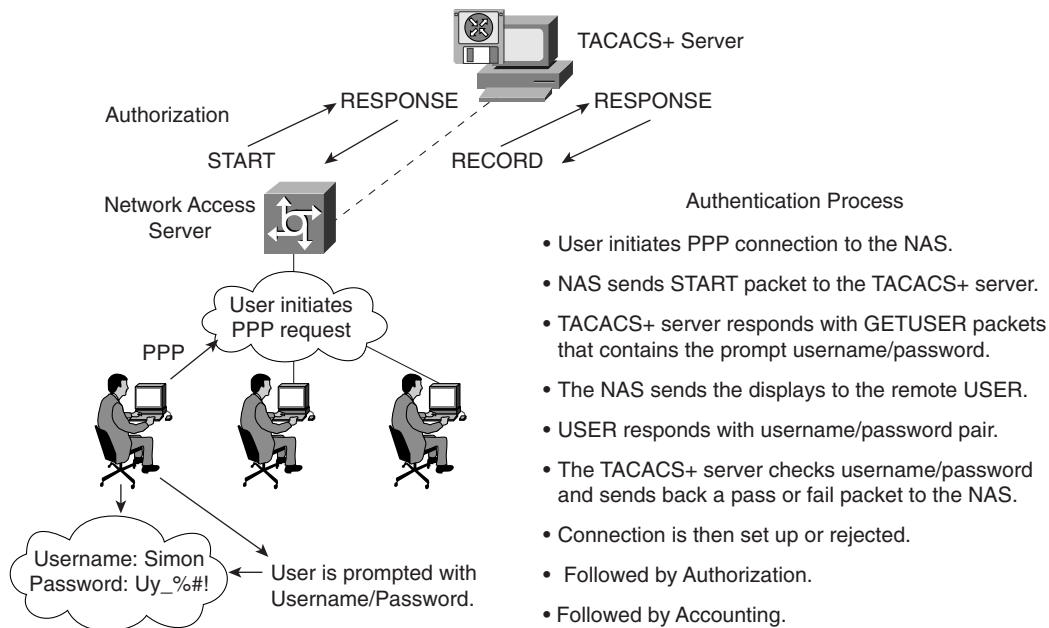 TACACS+ Server
Authorization
RESPONSE
RESPONSE
START
RECORD
Network Access
Server
User initiates
PPP request
PPP
Username: Simon
Password: Uy_%#!
User is prompted with
Username/Password.
Authentication Process
• User initiates PPP connection to the NAS.
• NAS sends START packet to the TACACS+ server.
• TACACS+ server responds with GETUSER packets
that contains the prompt username/password.
• The NAS sends the displays to the remote USER.
• USER responds with username/password pair.
• The TACACS+ server checks username/password
and sends back a pass or fail packet to the NAS.
• Connection is then set up or rejected.
• Followed by Authorization.
• Followed by Accounting.